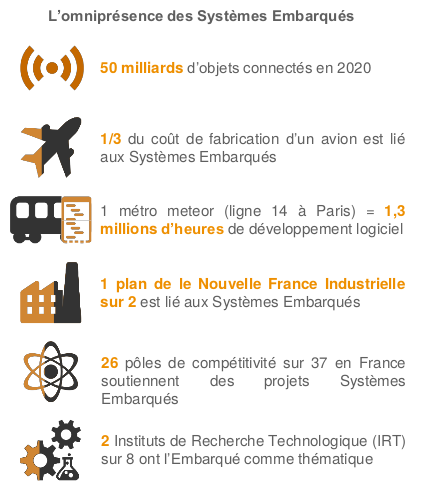 L'omniprésence des Systèmes Embarqués
50 milliards d'objets connectés en 2020
1/3 du coût de fabrication d'un avion est lié
aux Systèmes Embarqués
1 métro meteor (ligne 14 à Paris) = 1,3
millions d'heures de développement logiciel
1 plan de le Nouvelle France Industrielle
sur 2 est lié aux Systèmes Embarqués
26 pôles de compétitivité sur 37 en France
soutiennent des projets Systèmes
Embarqués
2 Instituts de Recherche Technologique (IRT)
sur 8 ont l'Embarqué comme thématique